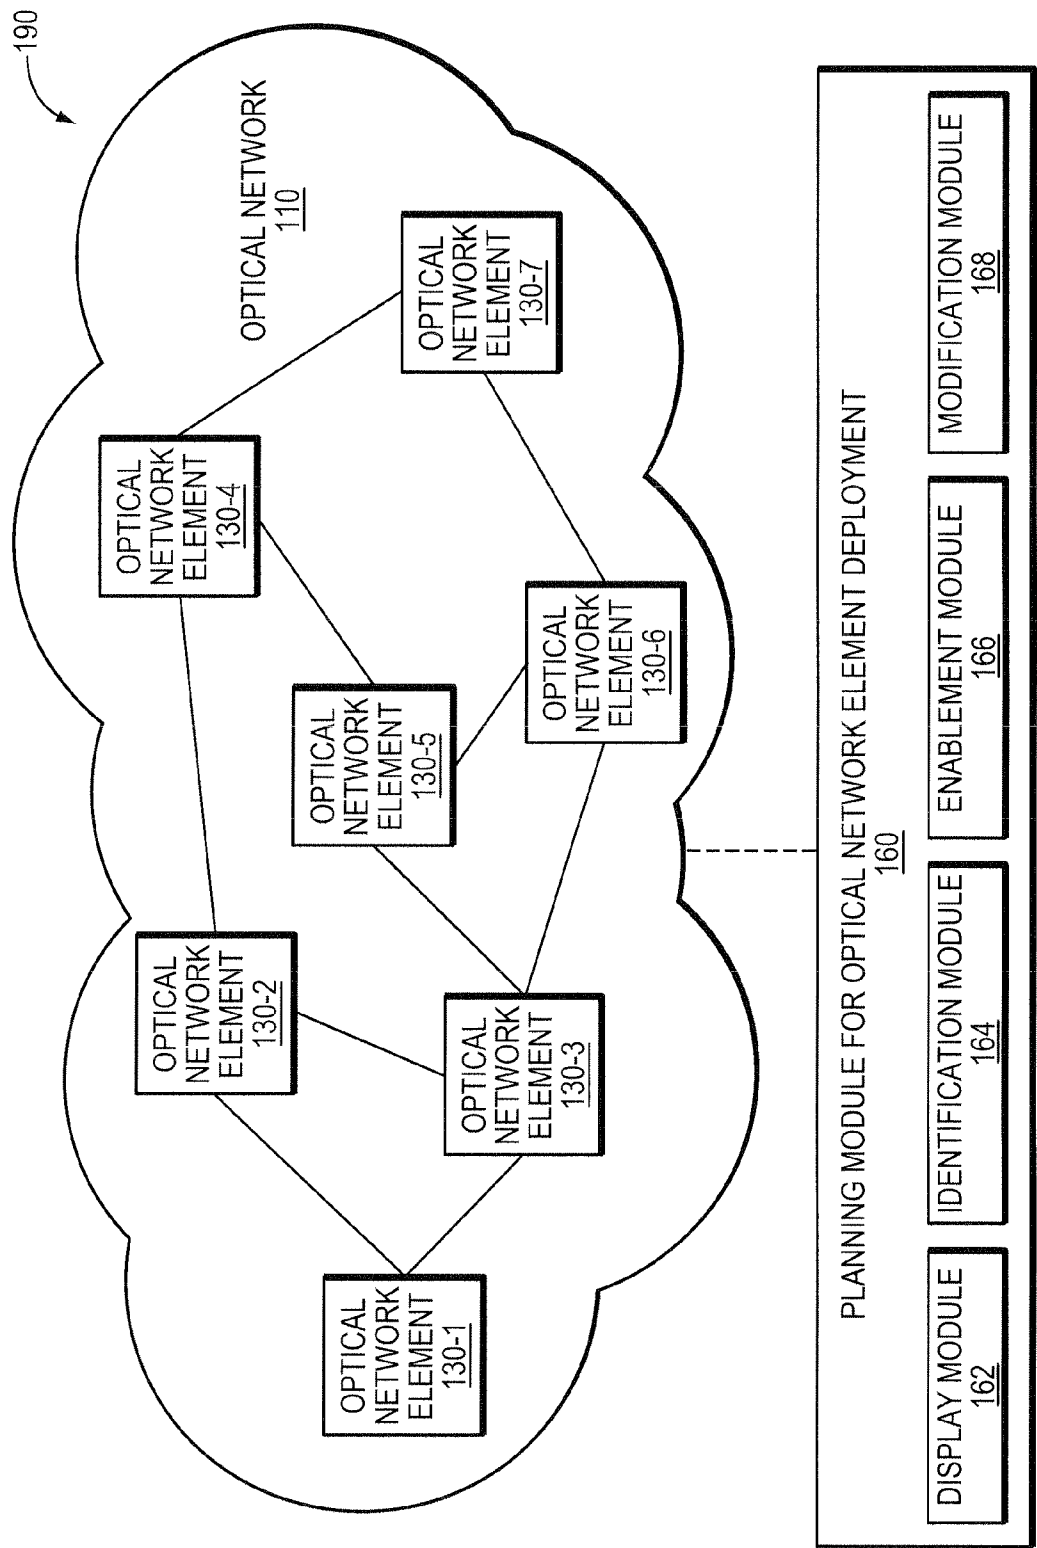 190
OPTICAL NETWORK
110
OPTICAL
NETWORK
ELEMENT
130-1
OPTICAL
NETWORK
ELEMENT
130-2
OPTICAL
NETWORK
ELEMENT
130-3
OPTICAL
NETWORK
ELEMENT
130-4
OPTICAL
NETWORK
ELEMENT
130-5
OPTICAL
NETWORK
ELEMENT
130-6
OPTICAL
NETWORK
ELEMENT
130-7
PLANNING MODULE FOR OPTICAL NETWORK ELEMENT DEPLOYMENT
160
DISPLAY MODULE
162
IDENTIFICATION MODULE
164
ENABLEMENT MODULE
166
MODIFICATION MODULE
168